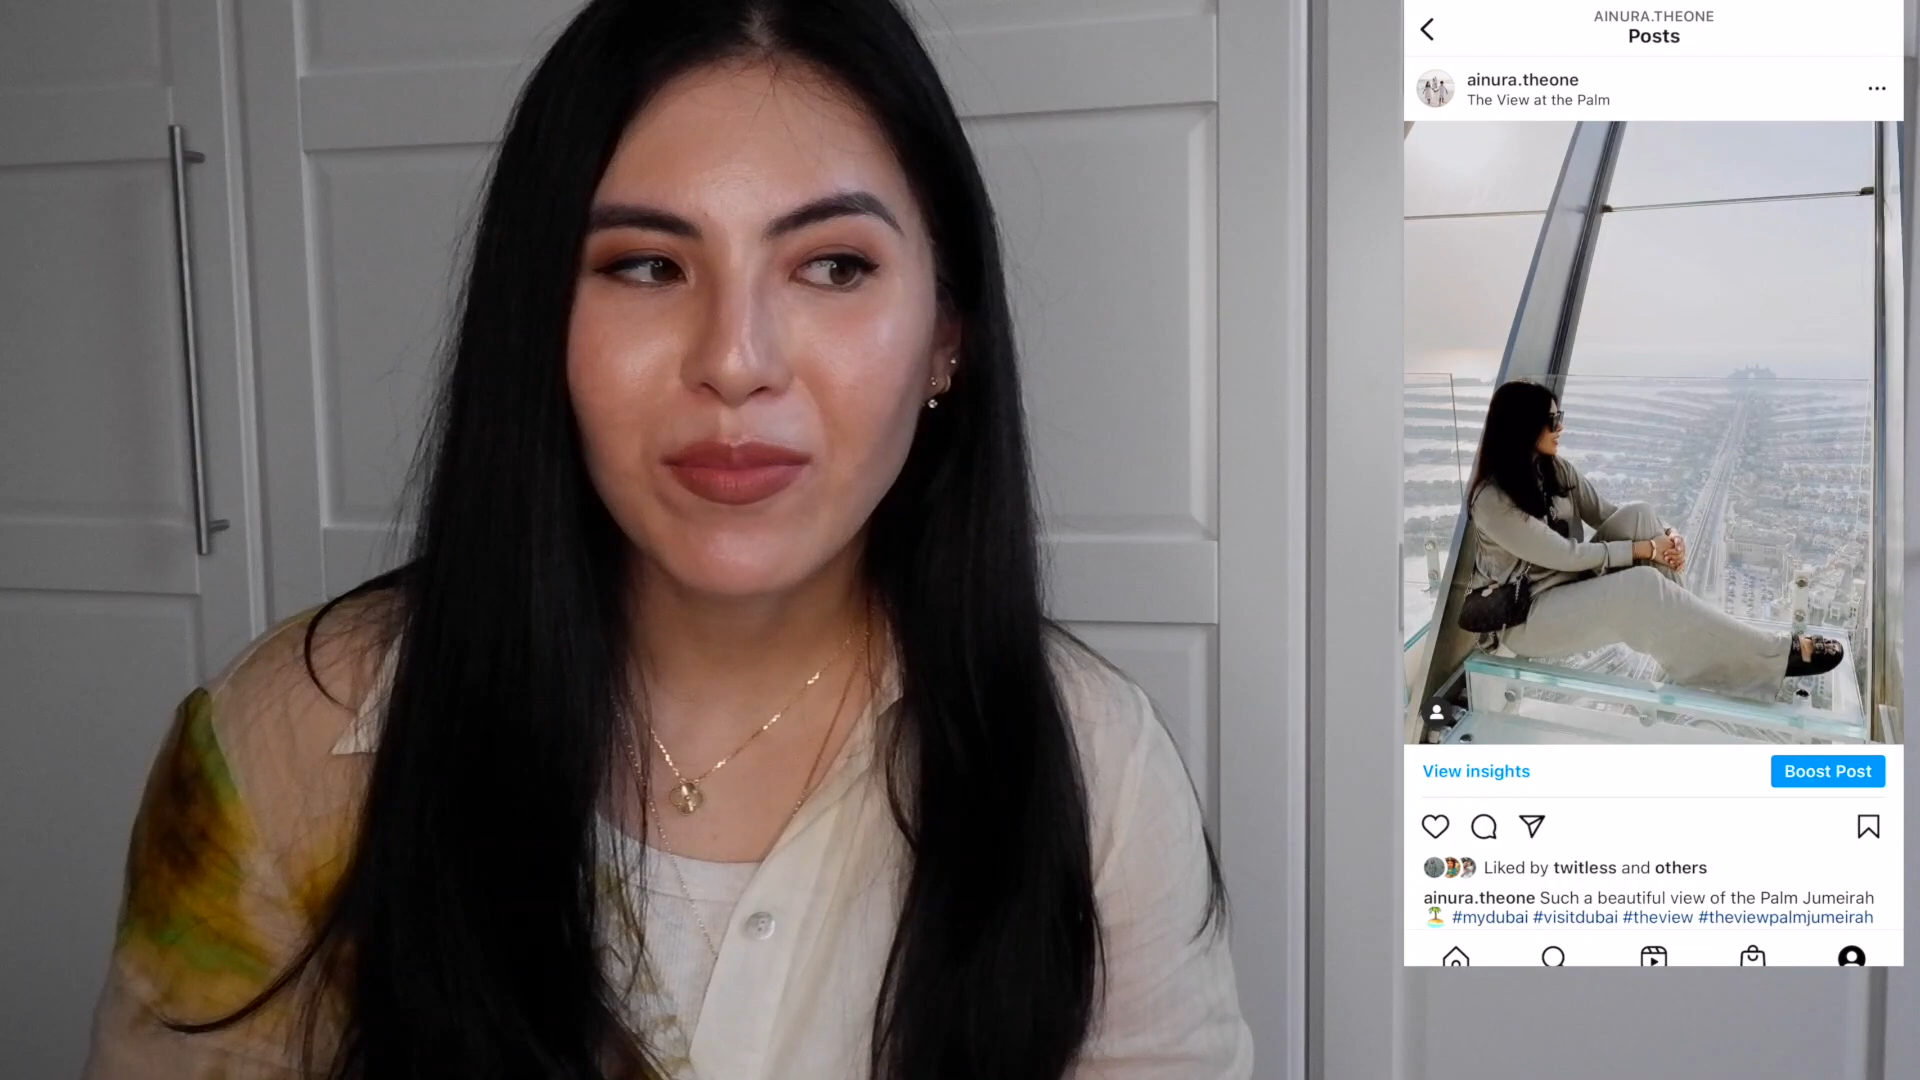 AINURA.THEONE
Posts
ainura.theone
The View at the Palm
View insights
Boost Post
Liked by twitless and others
ainura.theone Such a beautiful view of the Palm Jumeirah
🏝️ #mydubai #visitdubai #theview #theviewpalmjumeirah